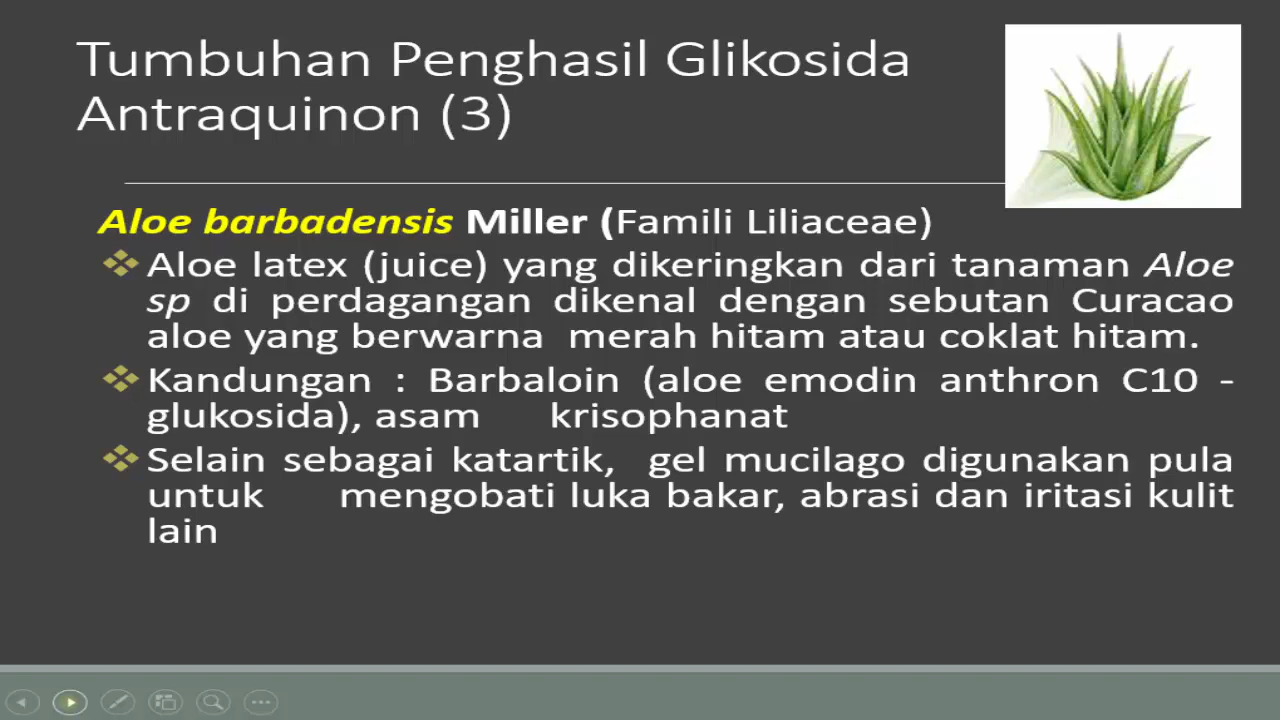 Tumbuhan Penghasil Glikosida
Antraquinon (3)
Aloe barbadensis Miller (Famili Liliaceae)
Aloe latex (juice) yang dikeringkan dari tanaman Aloe
sp di perdagangan dikenal dengan sebutan Curacao
aloe yang berwarna merah hitam atau coklat hitam.
Kandungan : Barbaloin (aloe emodin anthron C10 -
glukosida), asam krisophanat
Selain sebagai katartik, gel mucilago digunakan pula
untuk mengobati luka bakar, abrasi dan iritasi kulit
lain